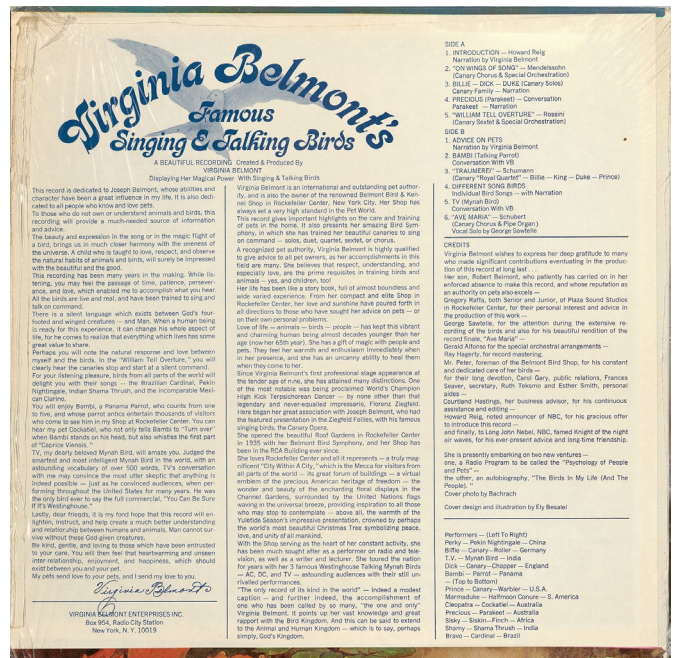 Virginia Belmont's
Famous
Singing & Talking Birds
A BEAUTIFUL RECORDING Created & Produced By
VIRGINIA BELMONT
Displaying Her Magical Power With Singing & Talking Birds
This record is dedicated to Joseph Belmont, whose abilities and
character have been a great influence in my life. It is also dedi-
cated to all people who know and love pets.
To those who do not own or understand animals and birds, this
recording will provide a much-needed source of information
and advice.
The beauty and expression in the song or in the magic flight of
a bird, brings us in much closer harmony with the oneness of
the universe. A child who is taught to love, respect, and observe
the natural habits of animals and birds, will surely be impressed
with the beautiful and the good.
This recording has been many years in the making. While lis-
tening, you may feel the passage of time, patience, persever-
ance, and love, which enabled me to accomplish what you hear.
All the birds are live and real, and have been trained to sing and
talk on command.
There is a silent language which exists between God's four-
footed and winged creatures — and Man. When a human being
is ready for this experience, it can change his whole aspect of
life, for he comes to realize that everything which lives has some
great value to share.
Perhaps you will note the natural response and love between
myself and the birds. In the "William Tell Overture," you will
clearly hear the canaries stop and start at a silent command.
For your listening pleasure, birds from all parts of the world will
delight you with their songs — the Brazilian Cardinal, Pekin
Nightingale, Indian Shama Thrush, and the incomparable Mexi-
can Clarino.
You will enjoy Bambi, a Panama Parrot, who counts from one
to five, and whose parrot antics entertain thousands of visitors
who come to see him in my Shop at Rockefeller Center. You can
hear my pet Cockatiel, who not only tells Bambi to "Turn over"
when Bambi stands on his head, but also whistles the first part
of "Caprice Viennis."
TV, my dearly beloved Mynah Bird, will amaze you. Judged the
smartest and most intelligent Mynah Bird in the world, with an
astounding vocabulary of over 500 words, TV's conversation
with me may convince the most utter skeptic that anything is
indeed possible — just as he convinced audiences, when per-
forming throughout the United States for many years. He was
the only bird ever to say the full commercial, "You Can Be Sure
If It's Westinghouse."
Lastly, dear friends, it is my fond hope that this record will en-
lighten, instruct, and help create a much better understanding
and relationship between humans and animals. Man cannot sur-
vive without these God given creatures.
Be kind, gentle, and loving to those which have been entrusted
to your care. You will then feel that heartwarming and unseen
inter-relationship, enjoyment, and happiness, which should
exist between you and your pet.
My pets send love to your pets, and I send my love to you.
Virginia Belmont
VIRGINIA BELMONT ENTERPRISES INC.
Box 954, Radio City Station
New York, N. Y. 10019
Virginia Belmont is an international and outstanding pet author-
ity, and is also the owner of the renowned Belmont Bird & Ken-
nel Shop in Rockefeller Center, New York City. Her Shop has
always set a very high standard in the Pet World.
This record gives important highlights on the care and training
of pets in the home. It also presents her amazing Bird Sym-
phony, in which she has trained her beautiful canaries to sing
on command — solos, duet, quartet, sextet, or chorus.
A recognized pet authority, Virginia Belmont is highly qualified
to give advice to all pet owners, as her accomplishments in this
field are many. She believes that respect, understanding, and
especially love, are the prime requisites in training birds and
animals — yes, and children, too!
Her life has been like a story book, full of almost boundless and
wide varied experience. From her compact and elite Shop in
Rockefeller Center, her love and sunshine have poured forth in
all directions to those who have sought her advice on pets — or
on their own personal problems.
Love of life — animals — birds — people — has kept this vibrant
and charming human being almost decades younger than her
age (now her 65th year). She has a gift of magic with people and
pets. They feel her warmth and enthusiasm immediately when
in her presence, and she has an uncanny ability to heal them
when they come to her.
Since Virginia Belmont's first professional stage appearance at
the tender age of nine, she has attained many distinctions. One
of the most notable was being proclaimed World's Champion
High Kick Terpsichorean Dancer — by none other than that
legendary and never-equalled impresario, Florenz Ziegfeld.
Here began her great association with Joseph Belmont, who had
the featured presentation in the Ziegfeld Follies, with his famous
singing birds, the Canary Opera.
She opened the beautiful Roof Gardens in Rockefeller Center
in 1935 with her Belmont Bird Symphony, and her Shop has
been in the RCA Building ever since.
She loves Rockefeller Center and all it represents — a truly mag-
nificent "City Within A City," which is the Mecca for visitors from
all parts of the world — its great forum of buildings — a virtual
emblem of the precious American heritage of freedom — the
wonder and beauty of the enchanting floral displays in the
Channel Gardens, surrounded by the United Nations flags
waving in the universal breeze, providing inspiration to all those
who may stop to contemplate — above all, the warmth of the
Yuletide Season's impressive presentation, crowned by perhaps
the world's most beautiful Christmas Tree symbolizing peace,
love, and unity of all mankind.
With the Shop serving as the heart of her constant activity, she
has been much sought after as a performer on radio and tele-
vision, as well as a writer and lecturer. She toured the nation
for years with her 3 famous Westinghouse Talking Mynah Birds
— AC, DC, and TV — astounding audiences with their still un-
rivalled performances.
"The only record of its kind in the world" — indeed a modest
caption — and further indeed, the accomplishment of
one who has been called by so many, "the one and only"
Virginia Belmont. It points up her vast knowledge and great
rapport with the Bird Kingdom. And this can be said to extend
to the Animal and Human Kingdom — which is to say, perhaps
simply, God's Kingdom.
SIDE A
1. INTRODUCTION — Howard Reig
Narration by Virginia Belmont
2. "ON WINGS OF SONG" — Mendelssohn
(Canary Chorus & Special Orchestration)
3. BILLIE — DICK — DUKE (Canary Solos)
Canary Family — Narration
4. PRECIOUS (Parakeet) — Conversation
Parakeet — Narration
5. "WILLIAM TELL OVERTURE" — Rossini
(Canary Sextet & Special Orchestration)
SIDE B
1. ADVICE ON PETS
Narration by Virginia Belmont
2. BAMBI (Talking Parrot)
Conversation With VB
3. "TRAUMEREI" — Schumann
(Canary "Royal Quartet" — Billie — King — Duke — Prince)
4. DIFFERENT SONG BIRDS
Individual Bird Songs — with Narration
5. TV (Mynah Bird)
Conversation With VB
6. "AVE MARIA" — Schubert
(Canary Chorus & Pipe Organ)
Vocal Solo by George Sawtelle
CREDITS
Virginia Belmont wishes to express her deep gratitude to many
who made significant contributions eventuating in the produc-
tion of this record at long last . . .
Her son, Robert Belmont, who patiently has carried on in her
enforced absence to make this record, and whose reputation as
an authority on pets also excels —
Gregory Raffa, both Senior and Junior, of Plaza Sound Studios
in Rockefeller Center, for their personal interest and advice in
the production of this work —
George Sawtelle, for the attention during the extensive re-
cording of the birds and also for his beautiful rendition of the
record finale, "Ave Maria" —
Gerald Alfonso for the special orchestral arrangements —
Ray Hagerty, for record mastering,
Mr. Peter, foreman of the Belmont Bird Shop, for his constant
and dedicated care of her birds —
for their long devotion, Carol Gary, public relations, Frances
Seaver, secretary, Ruth Teksmo and Esther Smith, personal
aides —
Courtland Hastings, her business advisor, for his continuous
assistance and editing —
Howard Reig, noted announcer of NBC, for his gracious offer
to introduce this record —
and finally, to Long John Nebel, NBC, famed Knight of the night
air waves, for his ever-present advice and long-time friendship.
She is presently embarking on two new ventures —
one, a Radio Program to be called the "Psychology of People
and Pets" —
the other, an autobiography, "The Birds In My Life (And The
People)."
Cover photo by Bachrach
Cover design and illustration by Ely Besalel
Performers — (Left To Right)
Perky — Pekin Nightingale — China
Biffie — Canary—Roller — Germany
T.V. — Mynah Bird — India
Dick — Canary—Chopper — England
Bambi — Parrot — Panama
— (Top to Bottom)
Prince — Canary—Warbler — U.S.A.
Marmaduke — Halfmoon Conure — S. America
Cleopatra — Cockatiel — Australia
Precious — Parakeet — Australia
Sisky — Siskin—Finch — Africa
Shamy — Shama Thrush — India
Bravo — Cardinal — Brazil